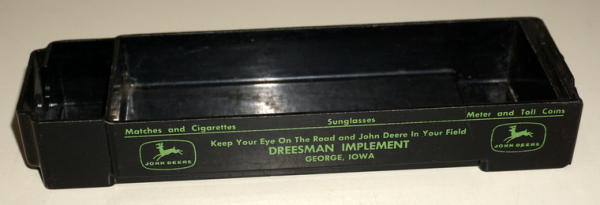 Matches and Cigarettes Sunglasses Meter and Toll Coins
Keep Your Eye On The Road and John Deere In Your Field
DREESMAN IMPLEMENT
GEORGE, IOWA
JOHN DEERE
JOHN DEERE